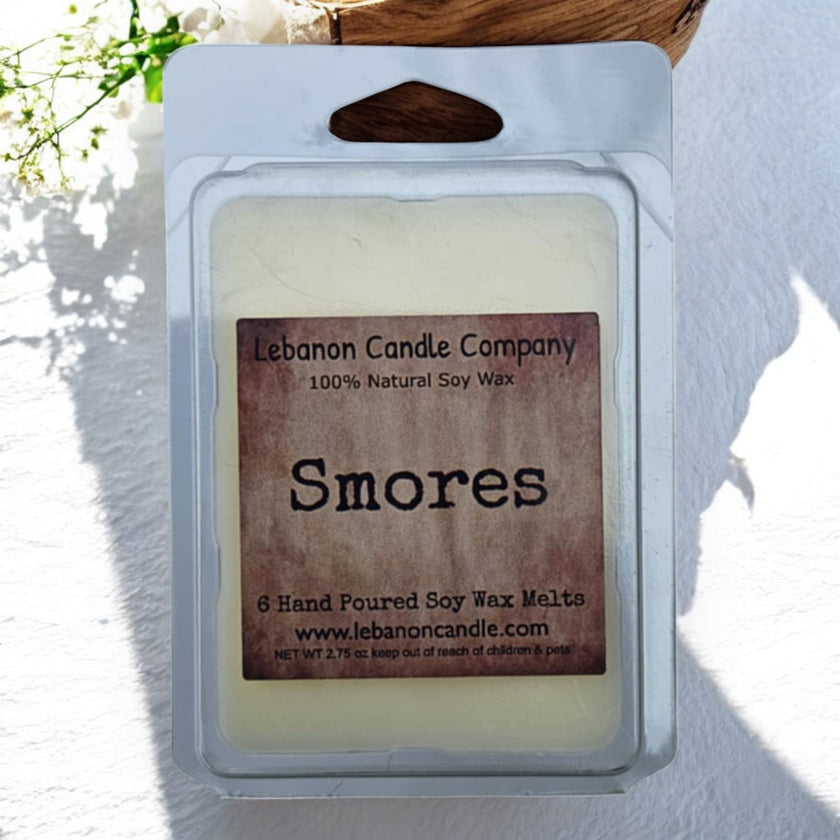 Lebanon Candle Company
100% Natural Soy Wax
Smores
6 Hand Poured Soy Wax Melts
www.lebanoncandle.com
NET WT 2.75 oz keep out of reach of children & pets